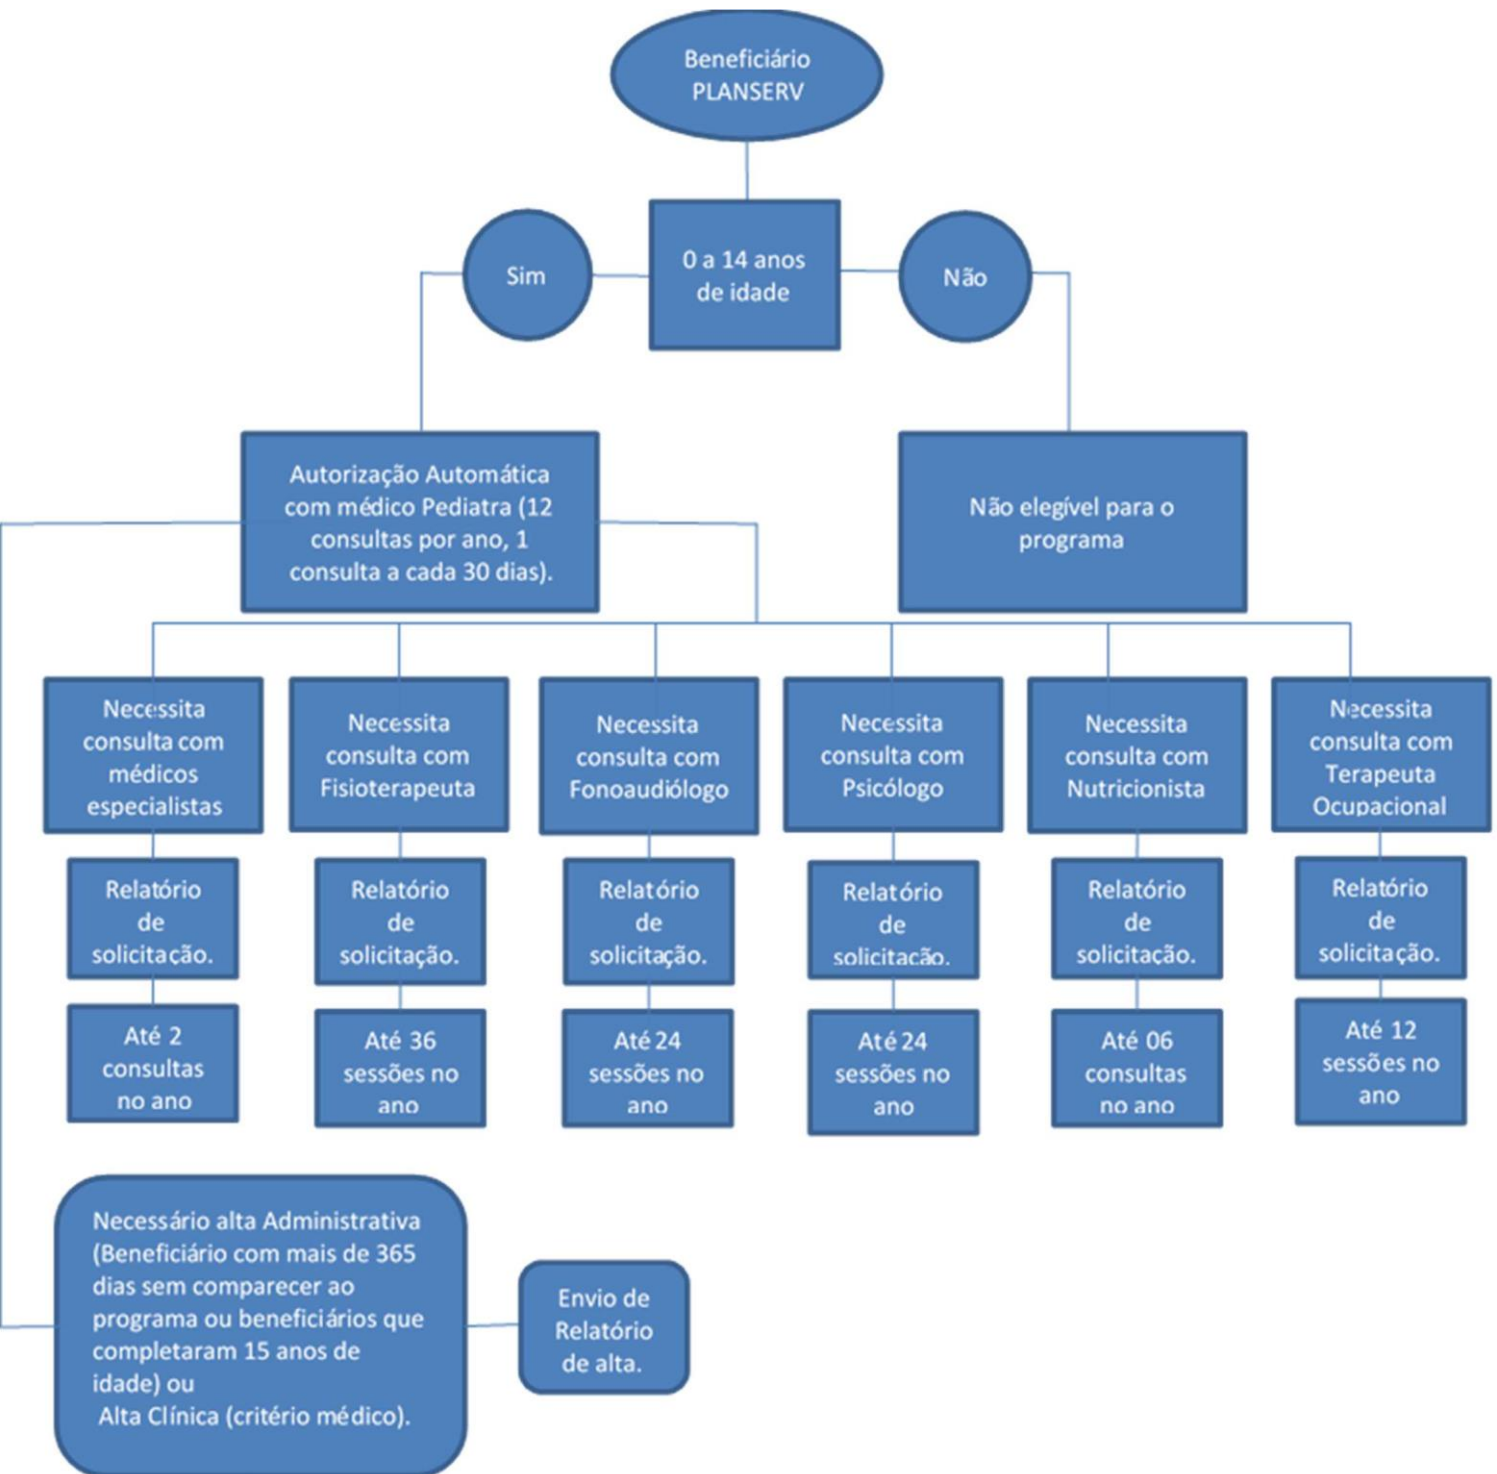 Beneficiário
PLANSERV
Sim
0 a 14 anos
de idade
Não
Autorização Automática
com médico Pediatra (12
consultas por ano, 1
consulta a cada 30 dias).
Não elegível para o
programa
Necessita
consulta com
médicos
especialistas
Necessita
consulta com
Fisioterapeuta
Necessita
consulta com
Fonoaudiólogo
Necessita
consulta com
Psicólogo
Necessita
consulta com
Nutricionista
Necessita
consulta com
Terapeuta
Ocupacional
Relatório
de
solicitação.
Relatório
de
solicitação.
Relatório
de
solicitação.
Relatório
de
solicitação.
Relatório
de
solicitação.
Relatório
de
solicitação.
Até 2
consultas
no ano
Até 36
sessões no
ano
Até 24
sessões no
ano
Até 24
sessões no
ano
Até 06
consultas
no ano
Até 12
sessões no
ano
Necessário alta Administrativa
(Beneficiário com mais de 365
dias sem comparecer ao
programa ou beneficiários que
completaram 15 anos de
idade) ou
Alta Clínica (critério médico).
Envio de
Relatório
de alta.